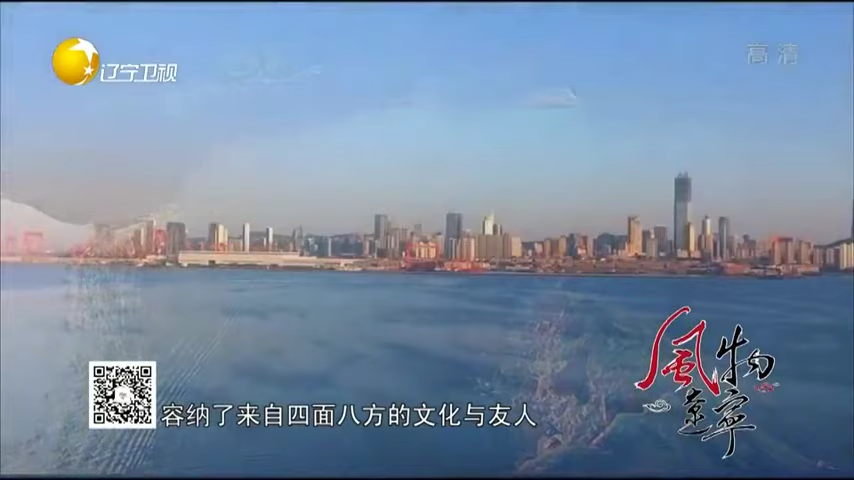 辽宁卫视
高清
容纳了来自四面八方的文化与友人
風物
遼寧